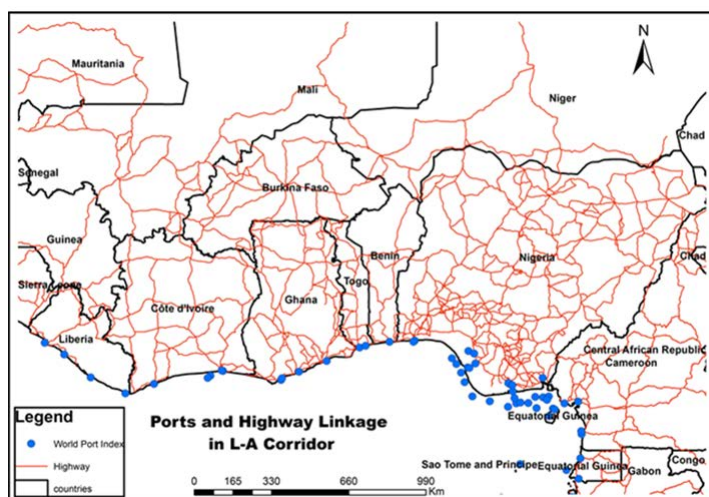 N
Mauritania
Mali
Niger
Chad
Senegal
Burkina Faso
Guinea
Benin
Nigeria
Chad
Sierra Leone
Togo
Côte d'Ivoire
Ghana
Liberia
Central African Republic
Cameroon
Equatorial Guinea
Legend
World Port Index
Highway
countries
Ports and Highway Linkage
in L-A Corridor
0 165 330 660 990
Km
Sao Tome and Principe
Equatorial Guinea
Gabon
Congo